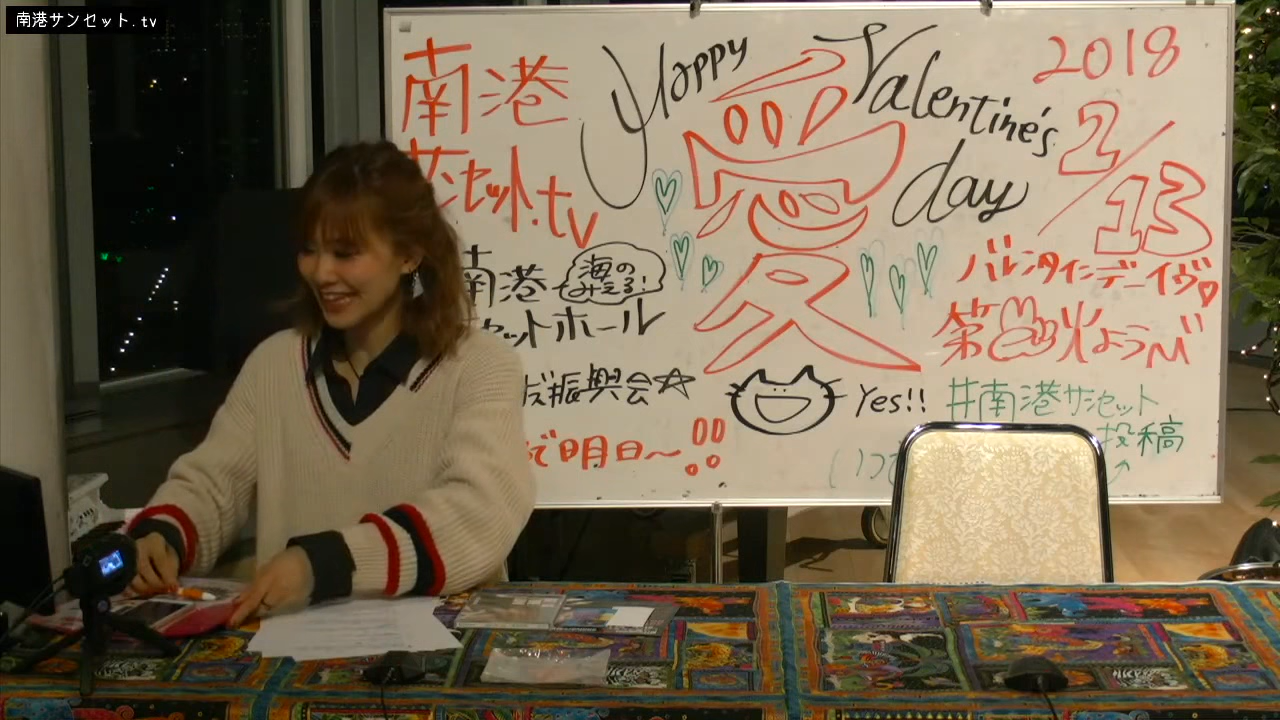 南港サンセット.tv
南港
サンセット.tv
Happy
愛
Valentine's
day
2018
2/13
バレンタインデーイヴ
南港
海の
みえる!
セットホール
振興会☆
で明日〜!!
Yes!!
第
火よう
#南港サンセット
投稿